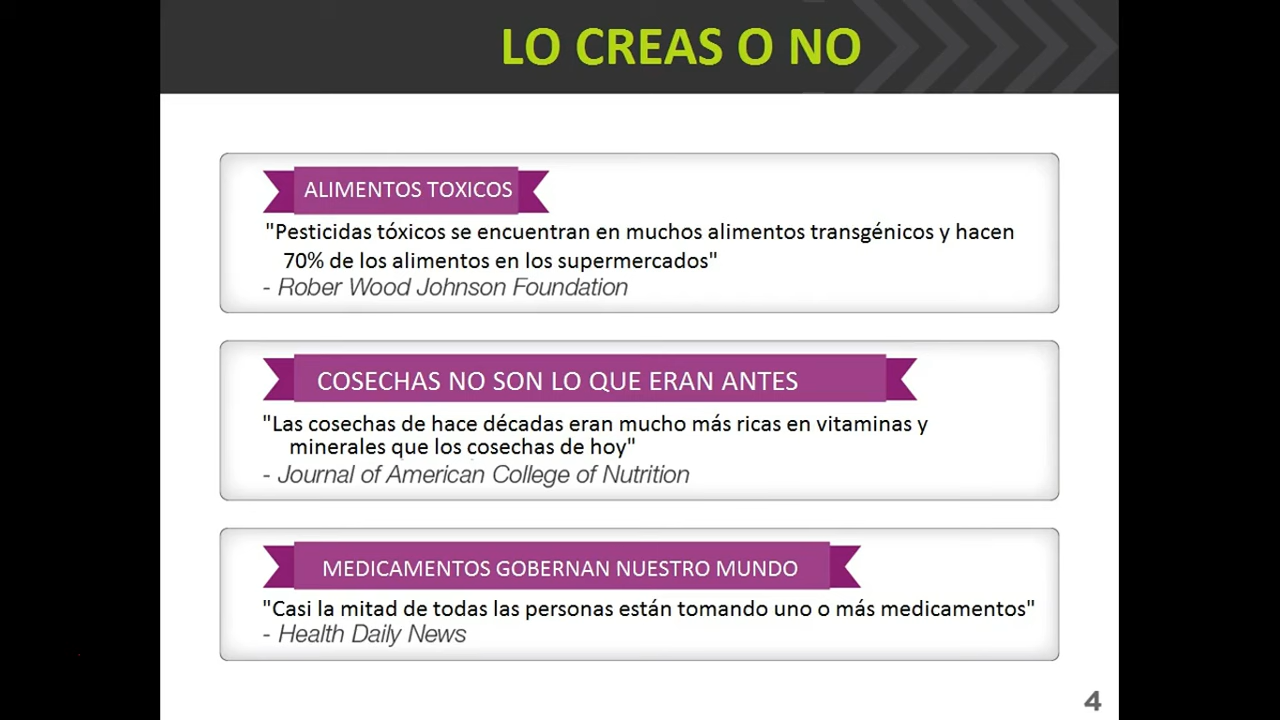 LO CREAS O NO
ALIMENTOS TOXICOS
"Pesticidas tóxicos se encuentran en muchos alimentos transgénicos y hacen
70% de los alimentos en los supermercados"
- Rober Wood Johnson Foundation
COSECHAS NO SON LO QUE ERAN ANTES
"Las cosechas de hace décadas eran mucho más ricas en vitaminas y
minerales que los cosechas de hoy"
- Journal of American College of Nutrition
MEDICAMENTOS GOBERNAN NUESTRO MUNDO
"Casi la mitad de todas las personas están tomando uno o más medicamentos"
- Health Daily News
4